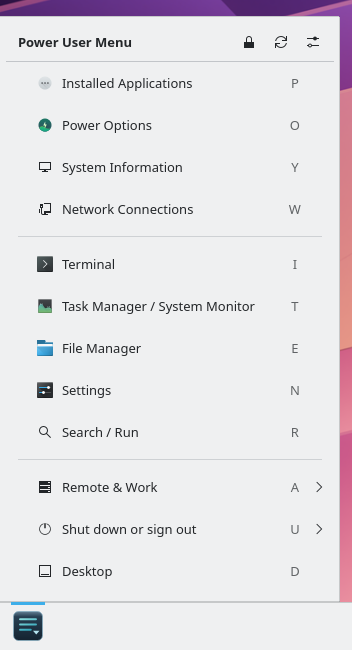 Power User Menu
Installed Applications P
Power Options O
System Information Y
Network Connections W
Terminal I
Task Manager / System Monitor T
File Manager E
Settings N
Search / Run R
Remote & Work A
Shut down or sign out U
Desktop D